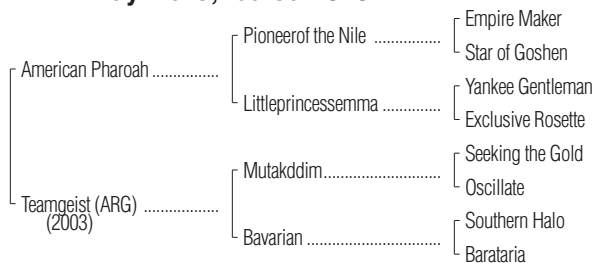 Empire Maker
Pioneerof the Nile ................
Star of Goshen
American Pharoah ................
Yankee Gentleman
Littleprincessemma ..............
Exclusive Rosette
Seeking the Gold
Mutakddim............................
Oscillate
Teamgeist (ARG) ..................
(2003)
Southern Halo
Bavarian ................................
Barataria